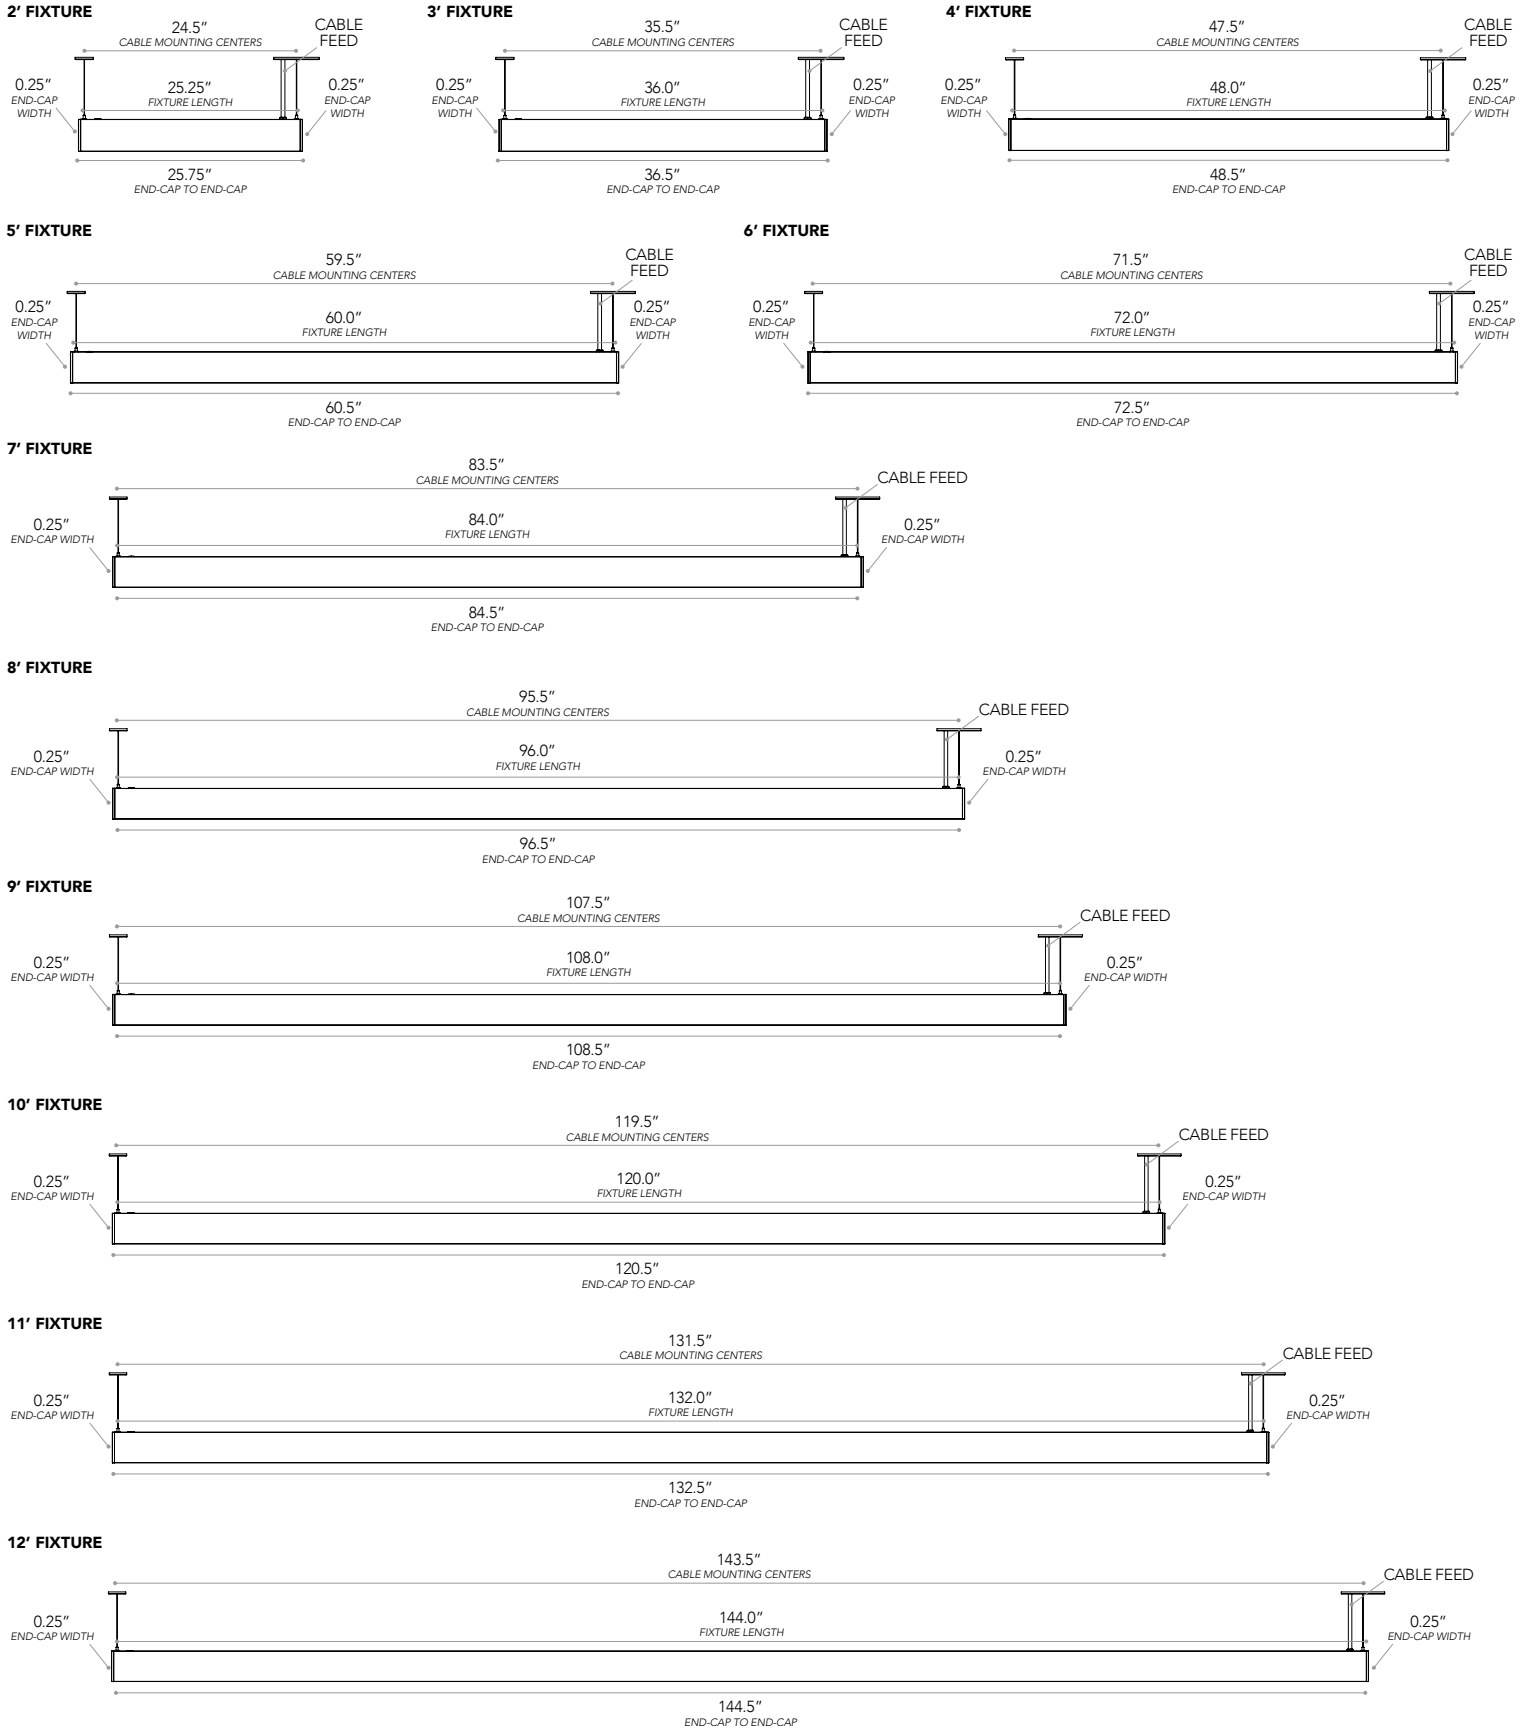 2’ FIXTURE
24.5”
CABLE MOUNTING CENTERS
CABLE
FEED
0.25”
END-CAP
WIDTH
25.25”
FIXTURE LENGTH
0.25”
END-CAP
WIDTH
25.75”
END-CAP TO END-CAP
3’ FIXTURE
35.5”
CABLE MOUNTING CENTERS
CABLE
FEED
0.25”
END-CAP
WIDTH
36.0”
FIXTURE LENGTH
0.25”
END-CAP
WIDTH
36.5”
END-CAP TO END-CAP
4’ FIXTURE
47.5”
CABLE MOUNTING CENTERS
CABLE
FEED
0.25”
END-CAP
WIDTH
48.0”
FIXTURE LENGTH
0.25”
END-CAP
WIDTH
48.5”
END-CAP TO END-CAP
5’ FIXTURE
59.5”
CABLE MOUNTING CENTERS
CABLE
FEED
0.25”
END-CAP
WIDTH
60.0”
FIXTURE LENGTH
0.25”
END-CAP
WIDTH
60.5”
END-CAP TO END-CAP
6’ FIXTURE
71.5”
CABLE MOUNTING CENTERS
CABLE
FEED
0.25”
END-CAP
WIDTH
72.0”
FIXTURE LENGTH
0.25”
END-CAP
WIDTH
72.5”
END-CAP TO END-CAP
7’ FIXTURE
83.5”
CABLE MOUNTING CENTERS
CABLE FEED
0.25”
END-CAP WIDTH
84.0”
FIXTURE LENGTH
0.25”
END-CAP WIDTH
84.5”
END-CAP TO END-CAP
8’ FIXTURE
95.5”
CABLE MOUNTING CENTERS
CABLE FEED
0.25”
END-CAP WIDTH
96.0”
FIXTURE LENGTH
0.25”
END-CAP WIDTH
96.5”
END-CAP TO END-CAP
9’ FIXTURE
107.5”
CABLE MOUNTING CENTERS
CABLE FEED
0.25”
END-CAP WIDTH
108.0”
FIXTURE LENGTH
0.25”
END-CAP WIDTH
108.5”
END-CAP TO END-CAP
10’ FIXTURE
119.5”
CABLE MOUNTING CENTERS
CABLE FEED
0.25”
END-CAP WIDTH
120.0”
FIXTURE LENGTH
0.25”
END-CAP WIDTH
120.5”
END-CAP TO END-CAP
11’ FIXTURE
131.5”
CABLE MOUNTING CENTERS
CABLE FEED
0.25”
END-CAP WIDTH
132.0”
FIXTURE LENGTH
0.25”
END-CAP WIDTH
132.5”
END-CAP TO END-CAP
12’ FIXTURE
143.5”
CABLE MOUNTING CENTERS
CABLE FEED
0.25”
END-CAP WIDTH
144.0”
FIXTURE LENGTH
0.25”
END-CAP WIDTH
144.5”
END-CAP TO END-CAP